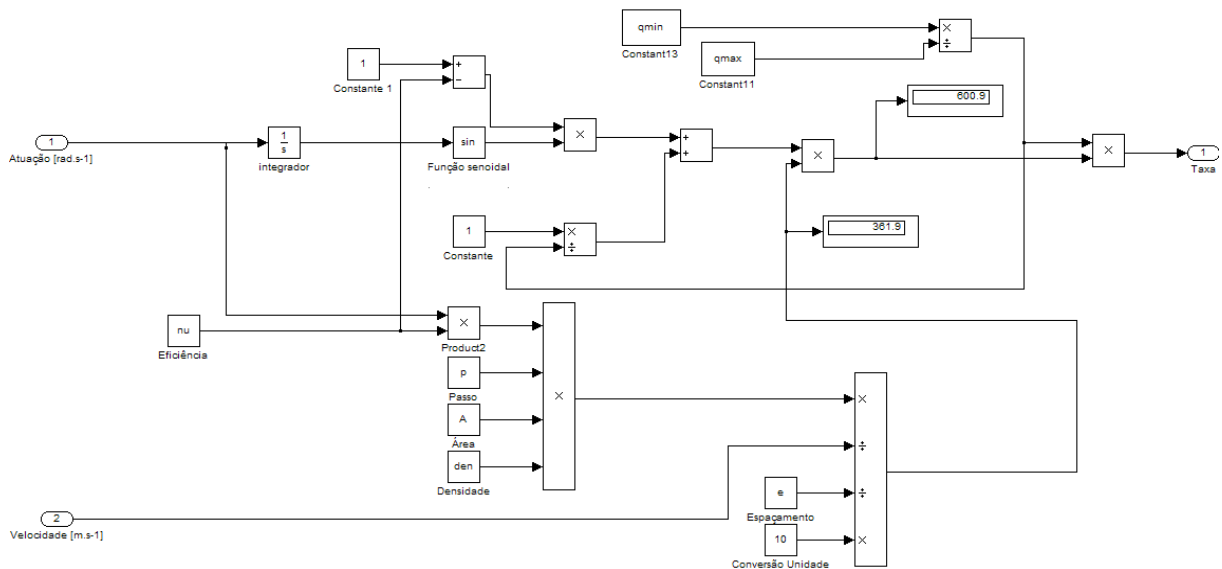 qmin
×
÷
Constant13
qmax
Constant11
1
Constante 1
+
−
600.9
1
Atuação [rad.s-1]
1
s
integrador
sin
Função senoidal
×
+
+
×
×
1
Taxa
361.9
1
Constante
×
÷
nu
Eficiência
×
Product2
p
Passo
A
Área
den
Densidade
×
×
÷
÷
×
e
Espaçamento
10
Conversão Unidade
2
Velocidade [m.s-1]